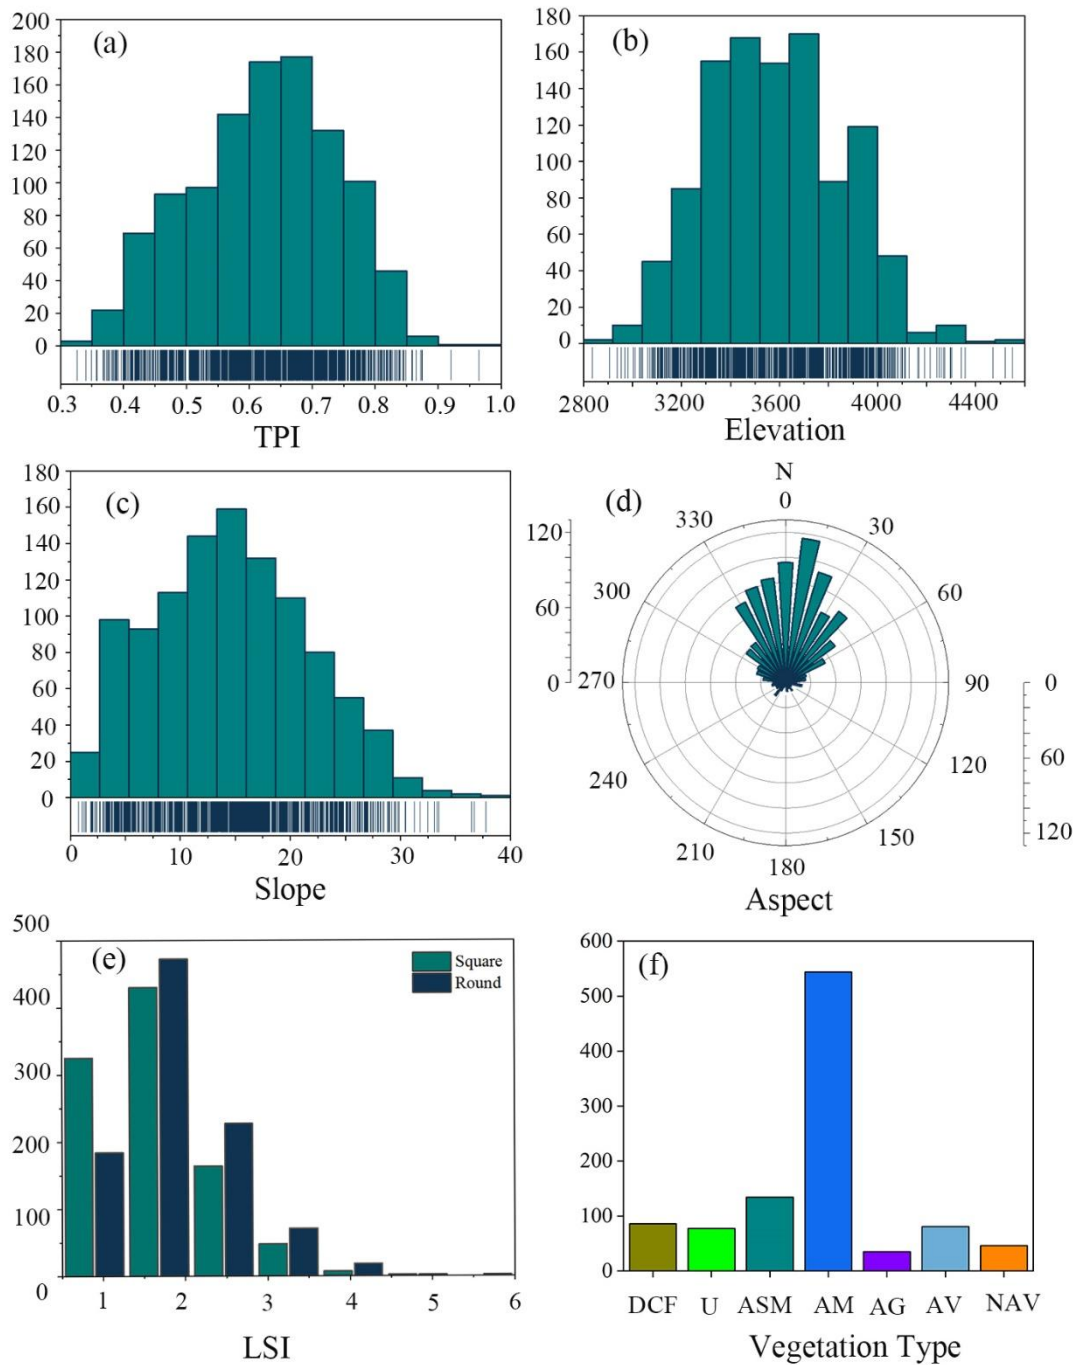 (a)
200
180
160
140
120
100
80
60
40
20
0
0.3 0.4 0.5 0.6 0.7 0.8 0.9 1.0
TPI
(b)
180
160
140
120
100
80
60
40
20
0
2800 3200 3600 4000 4400
Elevation
(c)
180
160
140
120
100
80
60
40
20
0
0 10 20 30 40
Slope
(d)
N
0
330 30
300 60
270 90
240 120
210 150
180
120
60
0
0
60
120
Aspect
(e)
500
400
300
200
100
0
Square
Round
1 2 3 4 5 6
LSI
(f)
600
500
400
300
200
100
0
DCF U ASM AM AG AV NAV
Vegetation Type